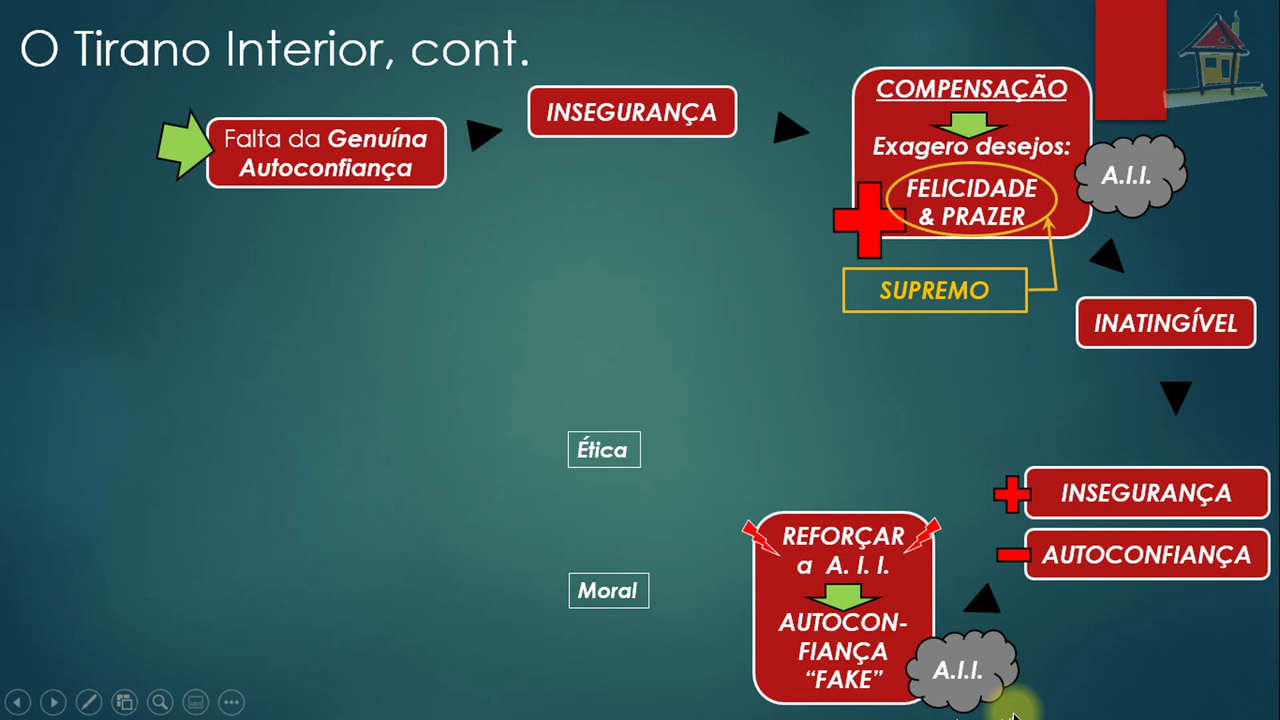 O Tirano Interior, cont.
Falta da Genuína
Autoconfiança
INSEGURANÇA
COMPENSAÇÃO
Exagero desejos:
FELICIDADE
& PRAZER
A.I.I.
SUPREMO
INATINGÍVEL
INSEGURANÇA
AUTOCONFIANÇA
REFORÇAR
a A. I. I.
AUTOCON-
FIANÇA
“FAKE”
A.I.I.
Ética
Moral